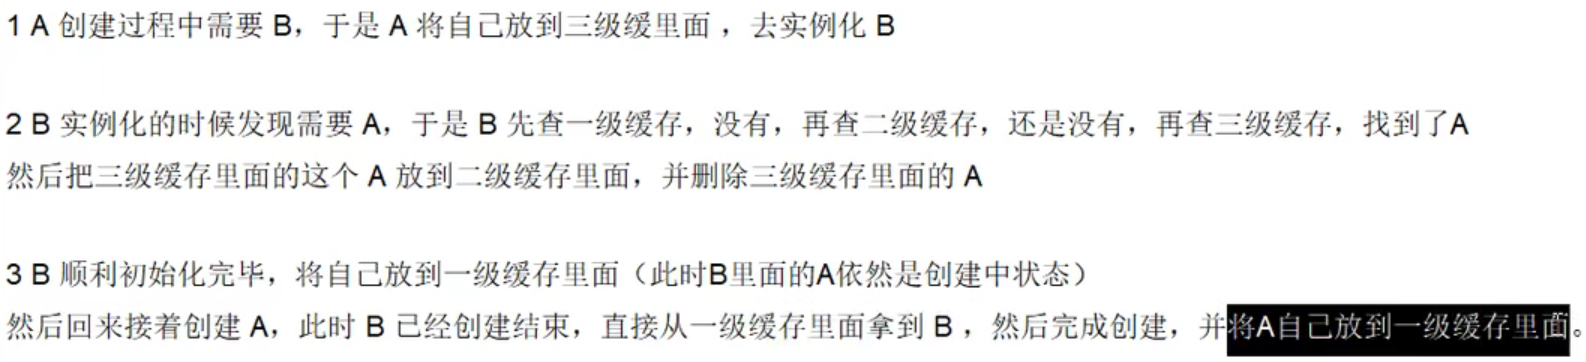 1 A 创建过程中需要 B，于是 A 将自己放到三级缓里面 ，去实例化 B
2 B 实例化的时候发现需要 A，于是 B 先查一级缓存，没有，再查二级缓存，还是没有，再查三级缓存，找到了A
然后把三级缓存里面的这个 A 放到二级缓存里面，并删除三级缓存里面的 A
3 B 顺利初始化完毕，将自己放到一级缓存里面（此时B里面的A依然是创建中状态）
然后回来接着创建 A，此时 B 已经创建结束，直接从一级缓存里面拿到 B ，然后完成创建，并将A自己放到一级缓存里面。